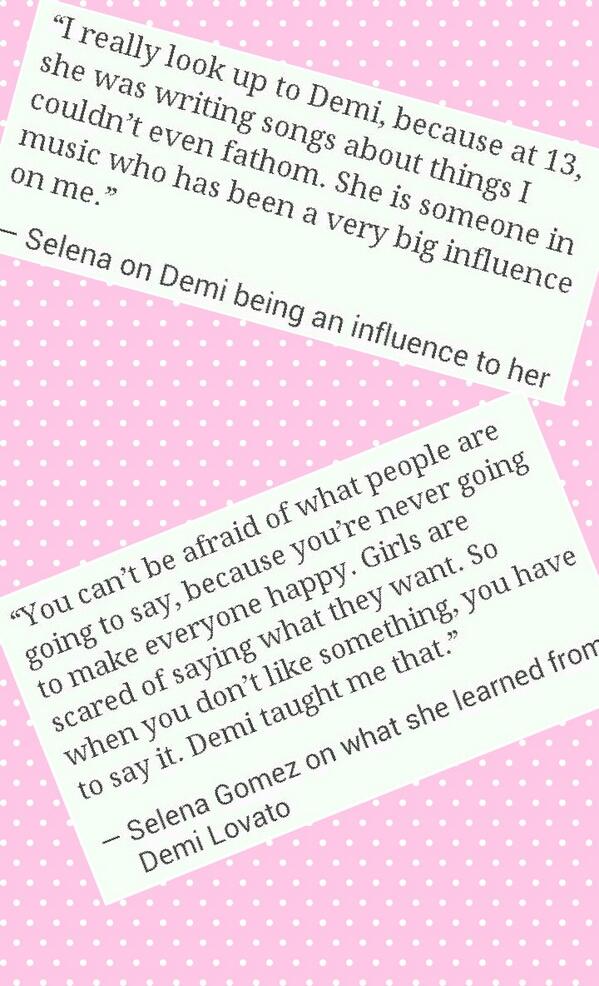 “I really look up to Demi, because at 13,
she was writing songs about things I
couldn’t even fathom. She is someone in
music who has been a very big influence
on me.”
— Selena on Demi being an influence to her
“You can’t be afraid of what people are
going to say, because you’re never going
to make everyone happy. Girls are
scared of saying what they want. So
when you don’t like something, you have
to say it. Demi taught me that.”
— Selena Gomez on what she learned from
Demi Lovato